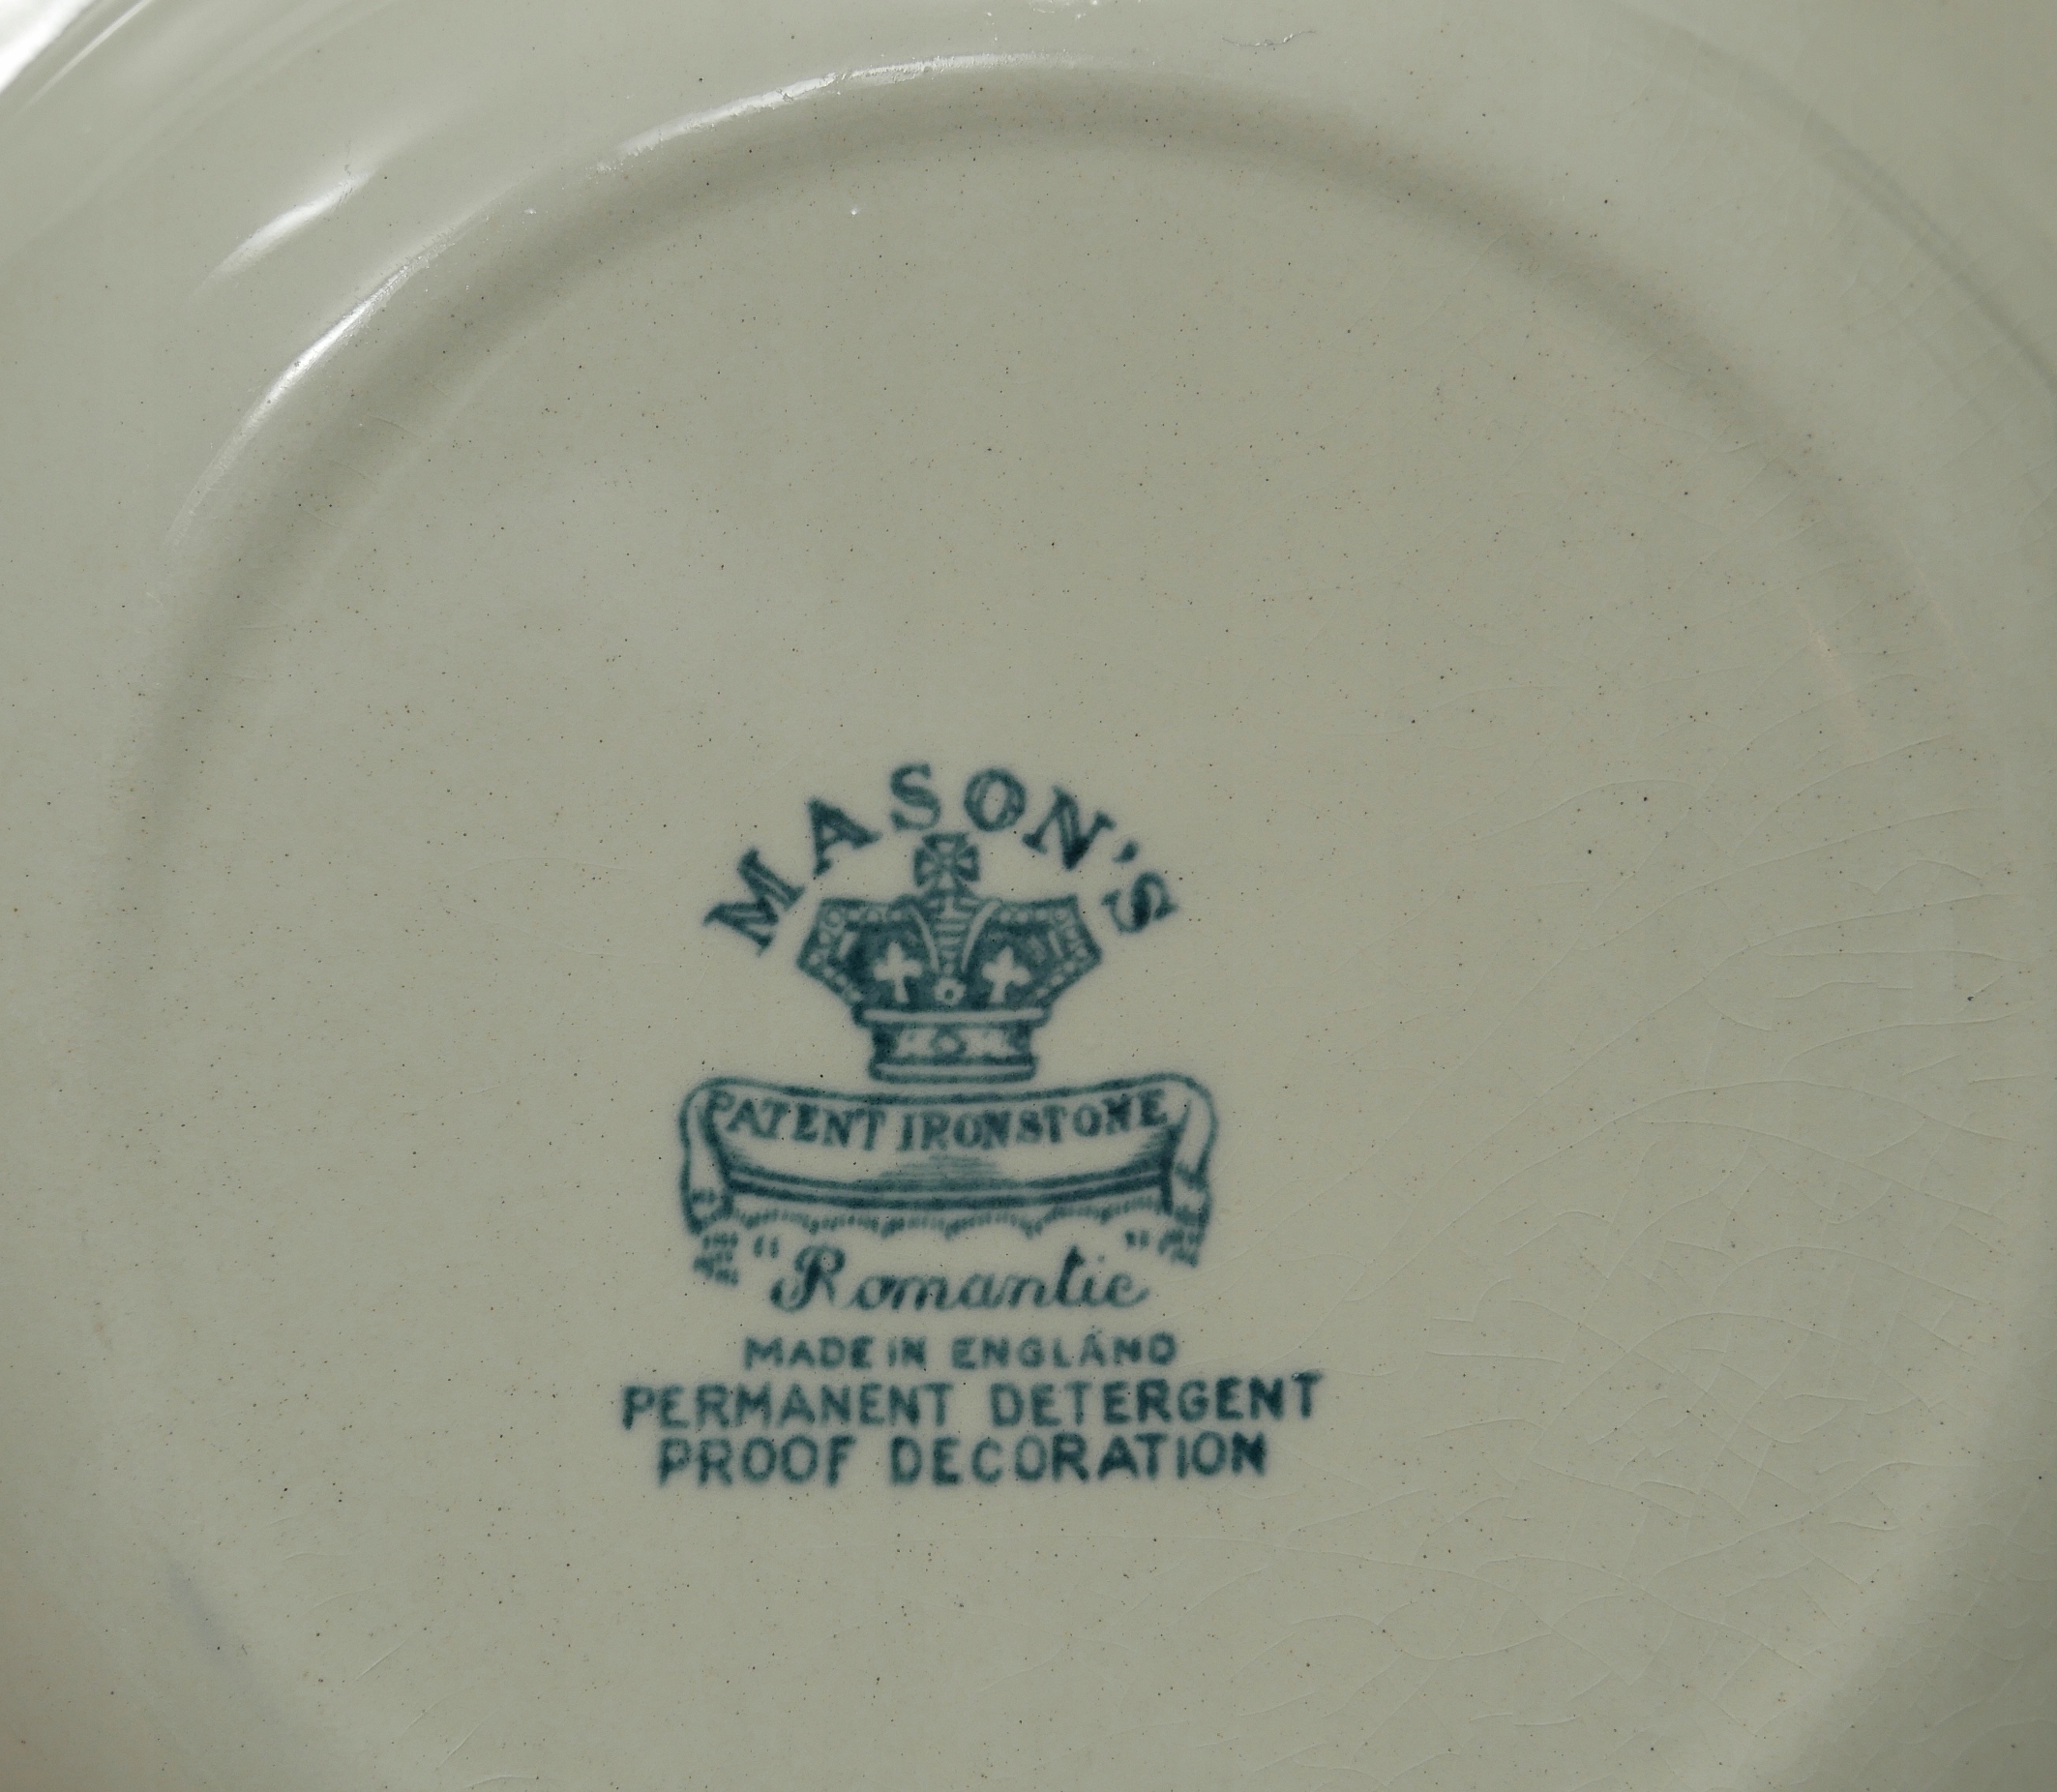 MASON'S
PATENT IRONSTONE
"Romantic"
MADE IN ENGLAND
PERMANENT DETERGENT
PROOF DECORATION